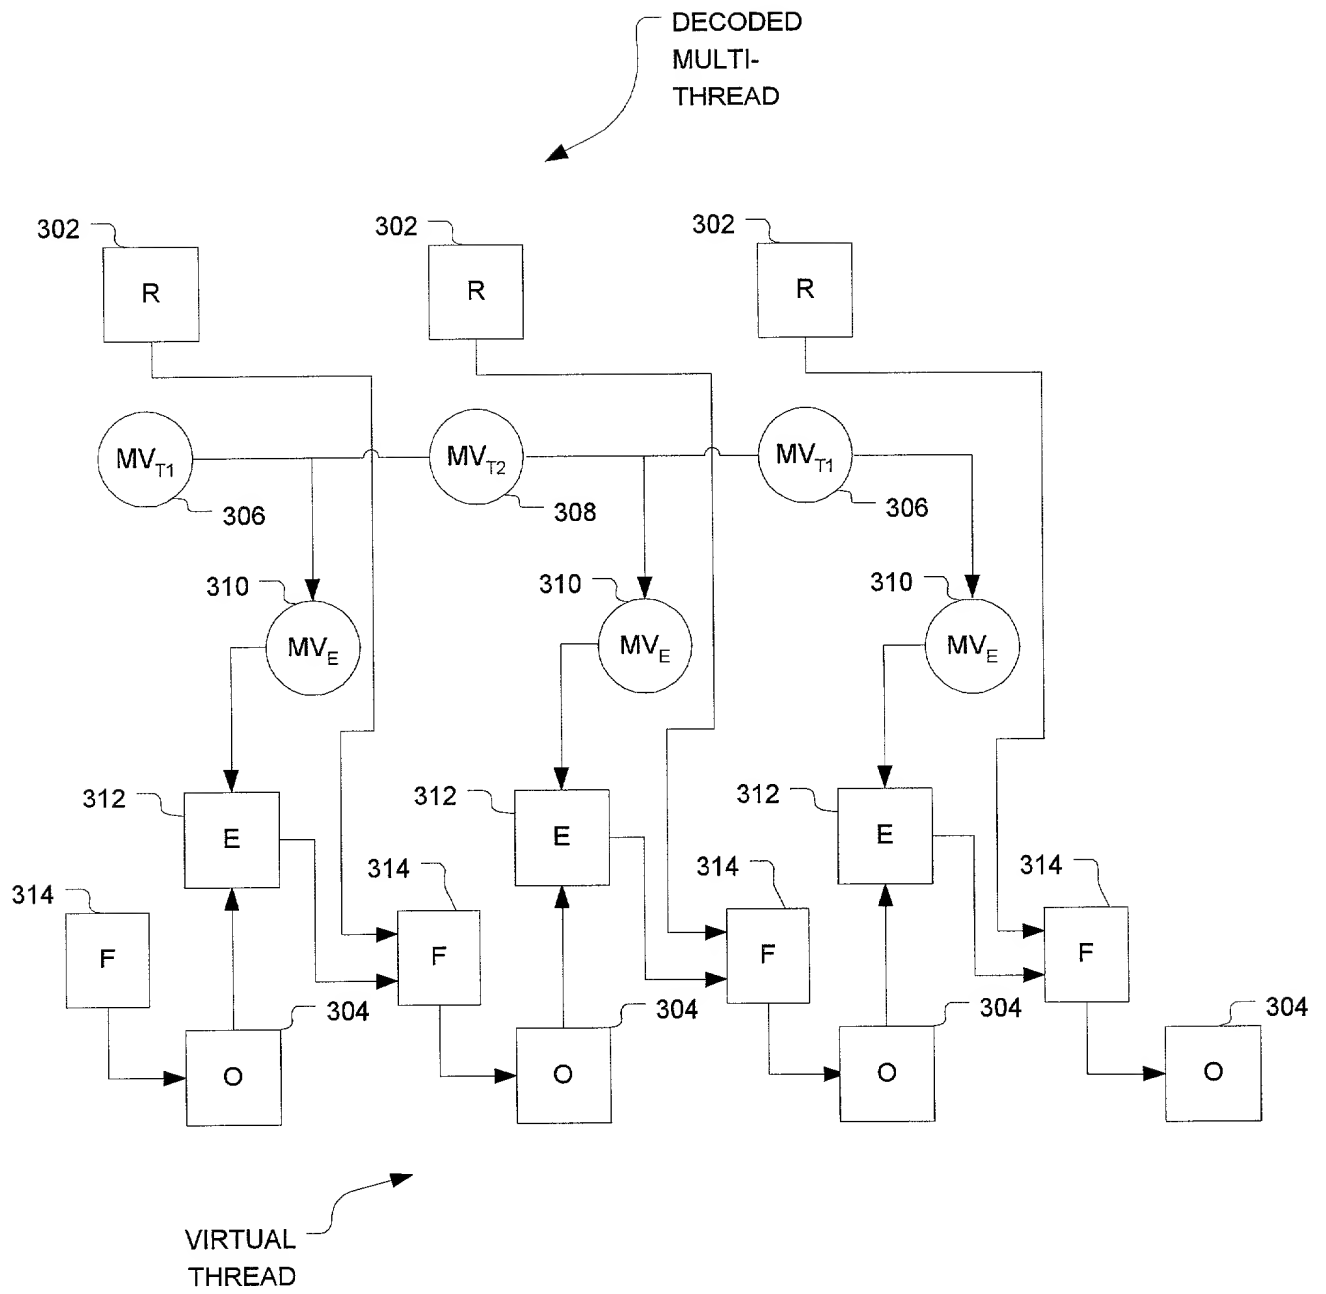 DECODED
MULTI-
THREAD
302 302 302
R R R
MVT1 MVT2 MVT1
306 308 306
310 310 310
MVE MVE MVE
312 312 312
E E E
314 314 314 314
F F F F
304 304 304 304
O O O O
VIRTUAL
THREAD